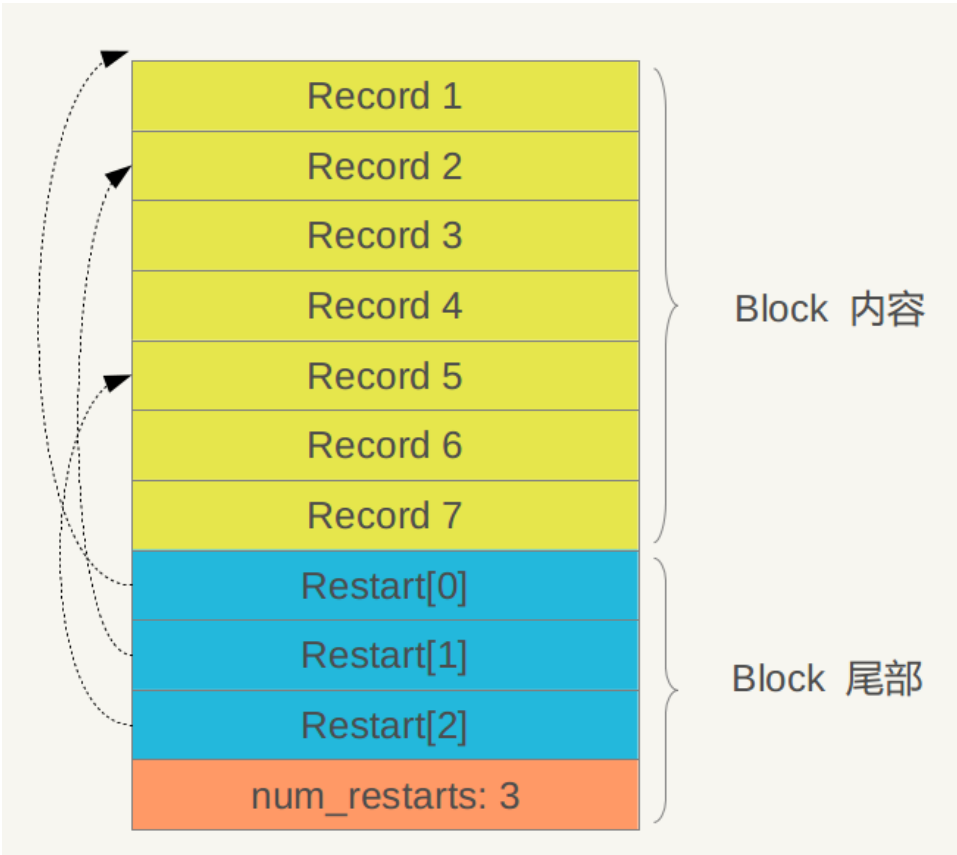 Record 1
Record 2
Record 3
Record 4
Record 5
Record 6
Record 7
Block 内容
Restart[0]
Restart[1]
Restart[2]
num_restarts: 3
Block 尾部